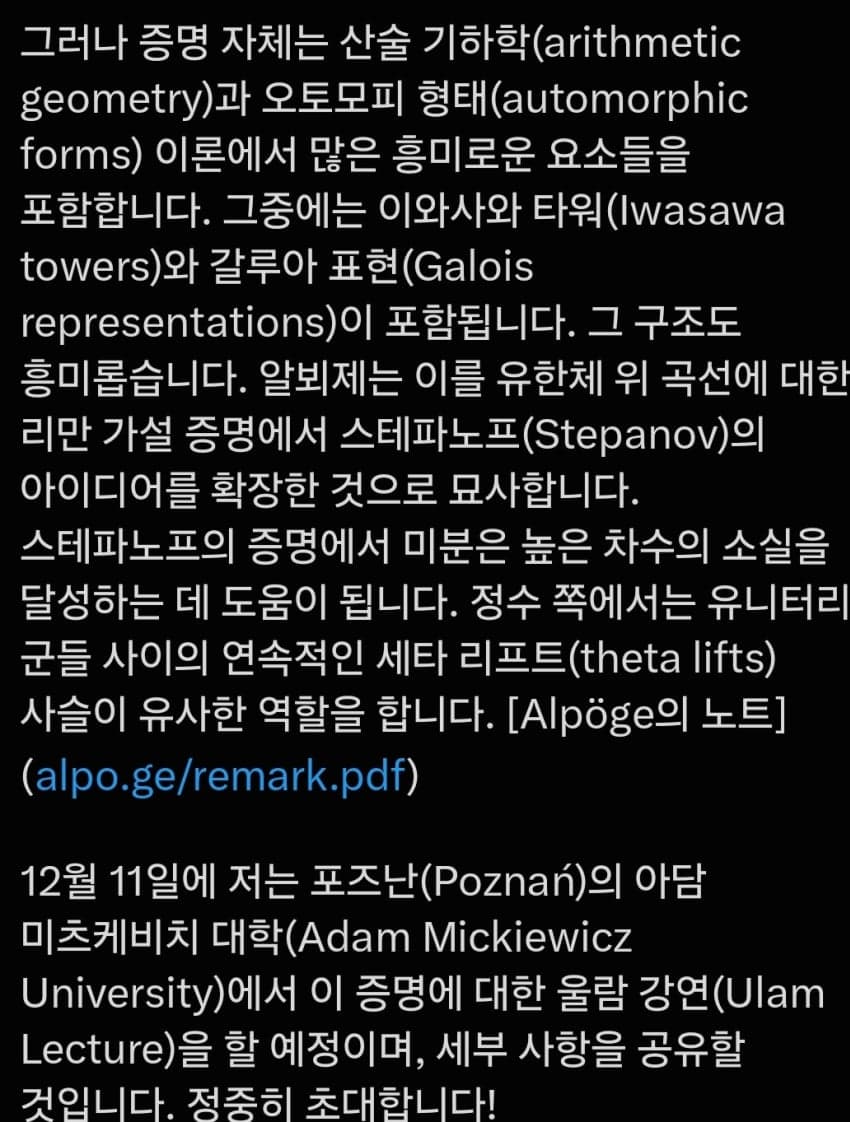 그러나 증명 자체는 산술 기하학(arithmetic
geometry)과 오토모피 형태(automorphic
forms) 이론에서 많은 흥미로운 요소들을
포함합니다. 그중에는 이와사와 타워(Iwasawa
towers)와 갈루아 표현(Galois
representations)이 포함됩니다. 그 구조도
흥미롭습니다. 알뵈제는 이를 유한체 위 곡선에 대한
리만 가설 증명에서 스테파노프(Stepanov)의
아이디어를 확장한 것으로 묘사합니다.
스테파노프의 증명에서 미분은 높은 차수의 소실을
달성하는 데 도움이 됩니다. 정수 쪽에서는 유니터리
군들 사이의 연속적인 세타 리프트(theta lifts)
사슬이 유사한 역할을 합니다. [Alpöge의 노트]
(alpo.ge/remark.pdf)
12월 11일에 저는 포즈난(Poznań)의 아담
미츠케비치 대학(Adam Mickiewicz
University)에서 이 증명에 대한 울람 강연(Ulam
Lecture)을 할 예정이며, 세부 사항을 공유할
것입니다. 정중히 초대합니다!